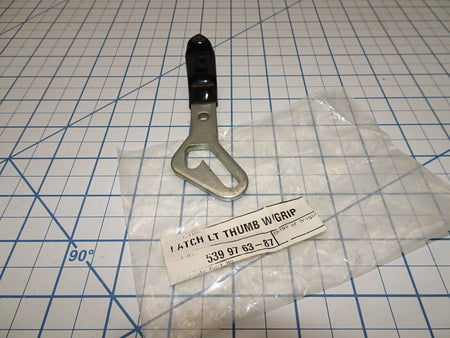 LATCH LT THUMB W/GRIP
539 97 63-87
90°